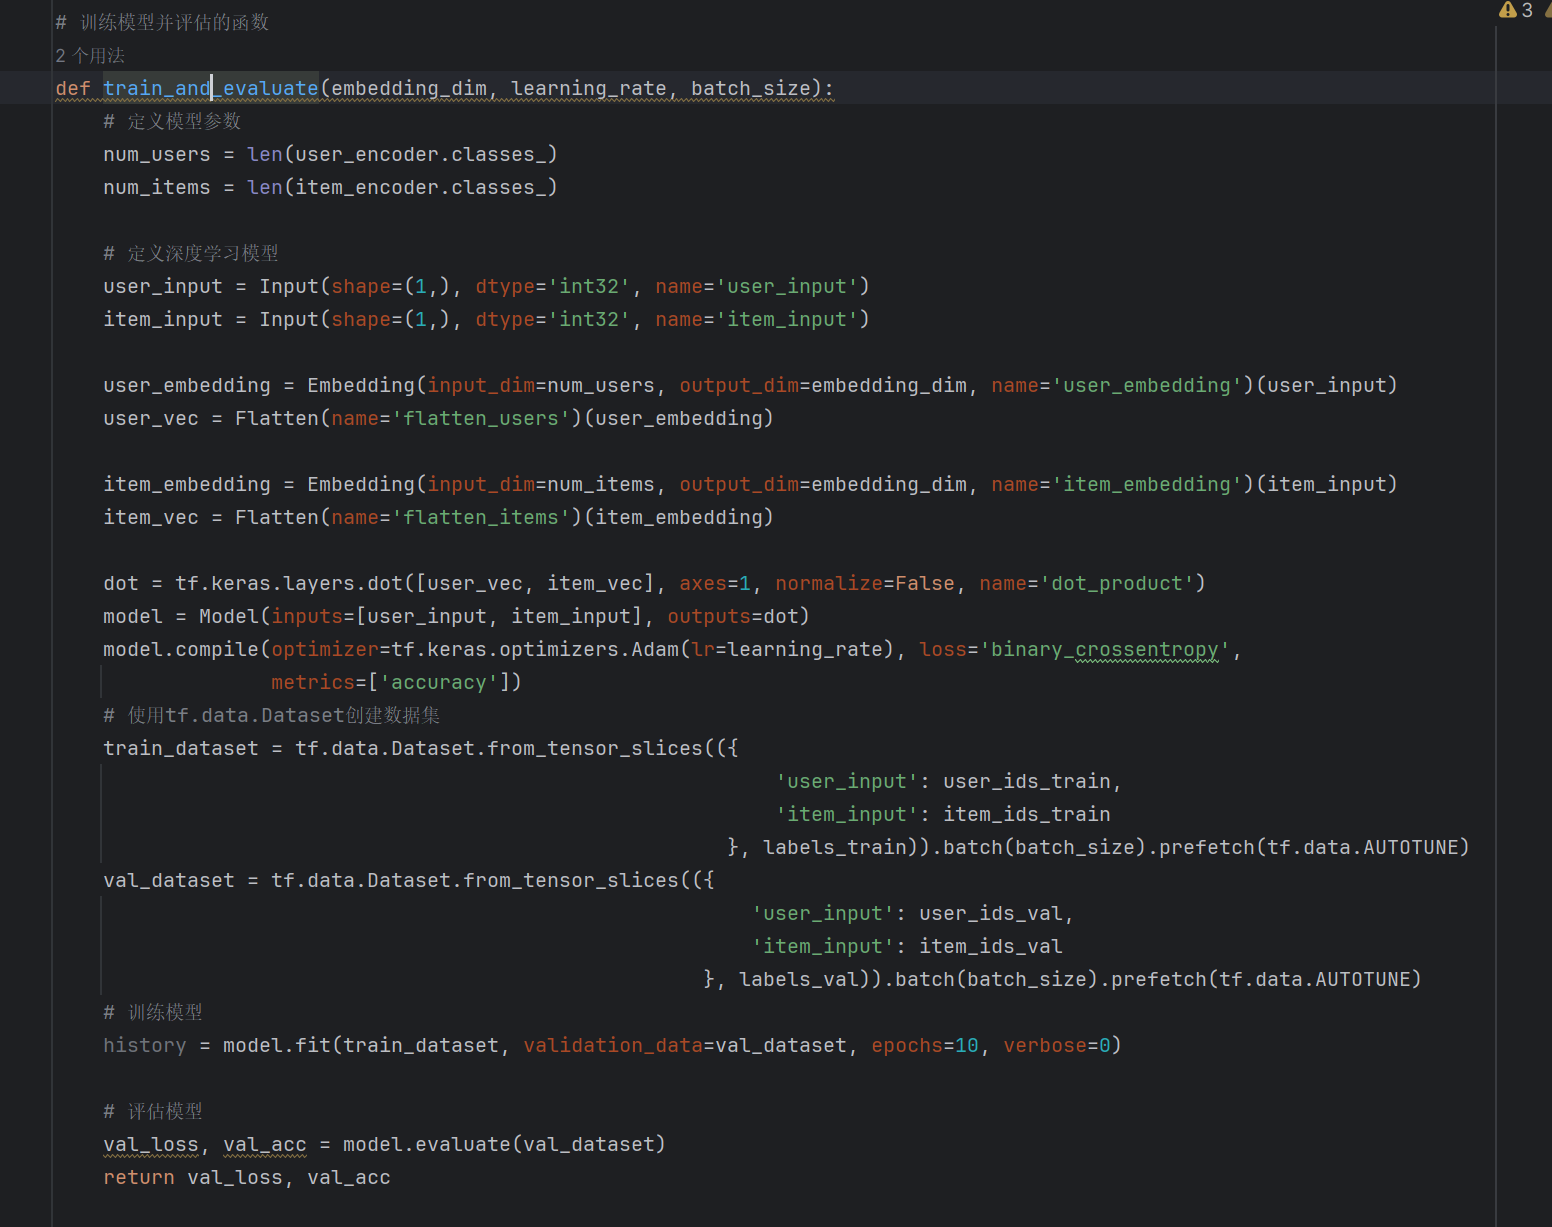 # 训练模型并评估的函数
3
2 个用法
def train_and_evaluate(embedding_dim, learning_rate, batch_size):
# 定义模型参数
num_users = len(user_encoder.classes_)
num_items = len(item_encoder.classes_)
# 定义深度学习模型
user_input = Input(shape=(1,), dtype='int32', name='user_input')
item_input = Input(shape=(1,), dtype='int32', name='item_input')
user_embedding = Embedding(input_dim=num_users, output_dim=embedding_dim, name='user_embedding')(user_input)
user_vec = Flatten(name='flatten_users')(user_embedding)
item_embedding = Embedding(input_dim=num_items, output_dim=embedding_dim, name='item_embedding')(item_input)
item_vec = Flatten(name='flatten_items')(item_embedding)
dot = tf.keras.layers.dot([user_vec, item_vec], axes=1, normalize=False, name='dot_product')
model = Model(inputs=[user_input, item_input], outputs=dot)
model.compile(optimizer=tf.keras.optimizers.Adam(lr=learning_rate), loss='binary_crossentropy',
metrics=['accuracy'])
# 使用tf.data.Dataset创建数据集
train_dataset = tf.data.Dataset.from_tensor_slices(({
'user_input': user_ids_train,
'item_input': item_ids_train
}, labels_train)).batch(batch_size).prefetch(tf.data.AUTOTUNE)
val_dataset = tf.data.Dataset.from_tensor_slices(({
'user_input': user_ids_val,
'item_input': item_ids_val
}, labels_val)).batch(batch_size).prefetch(tf.data.AUTOTUNE)
# 训练模型
history = model.fit(train_dataset, validation_data=val_dataset, epochs=10, verbose=0)
# 评估模型
val_loss, val_acc = model.evaluate(val_dataset)
return val_loss, val_acc